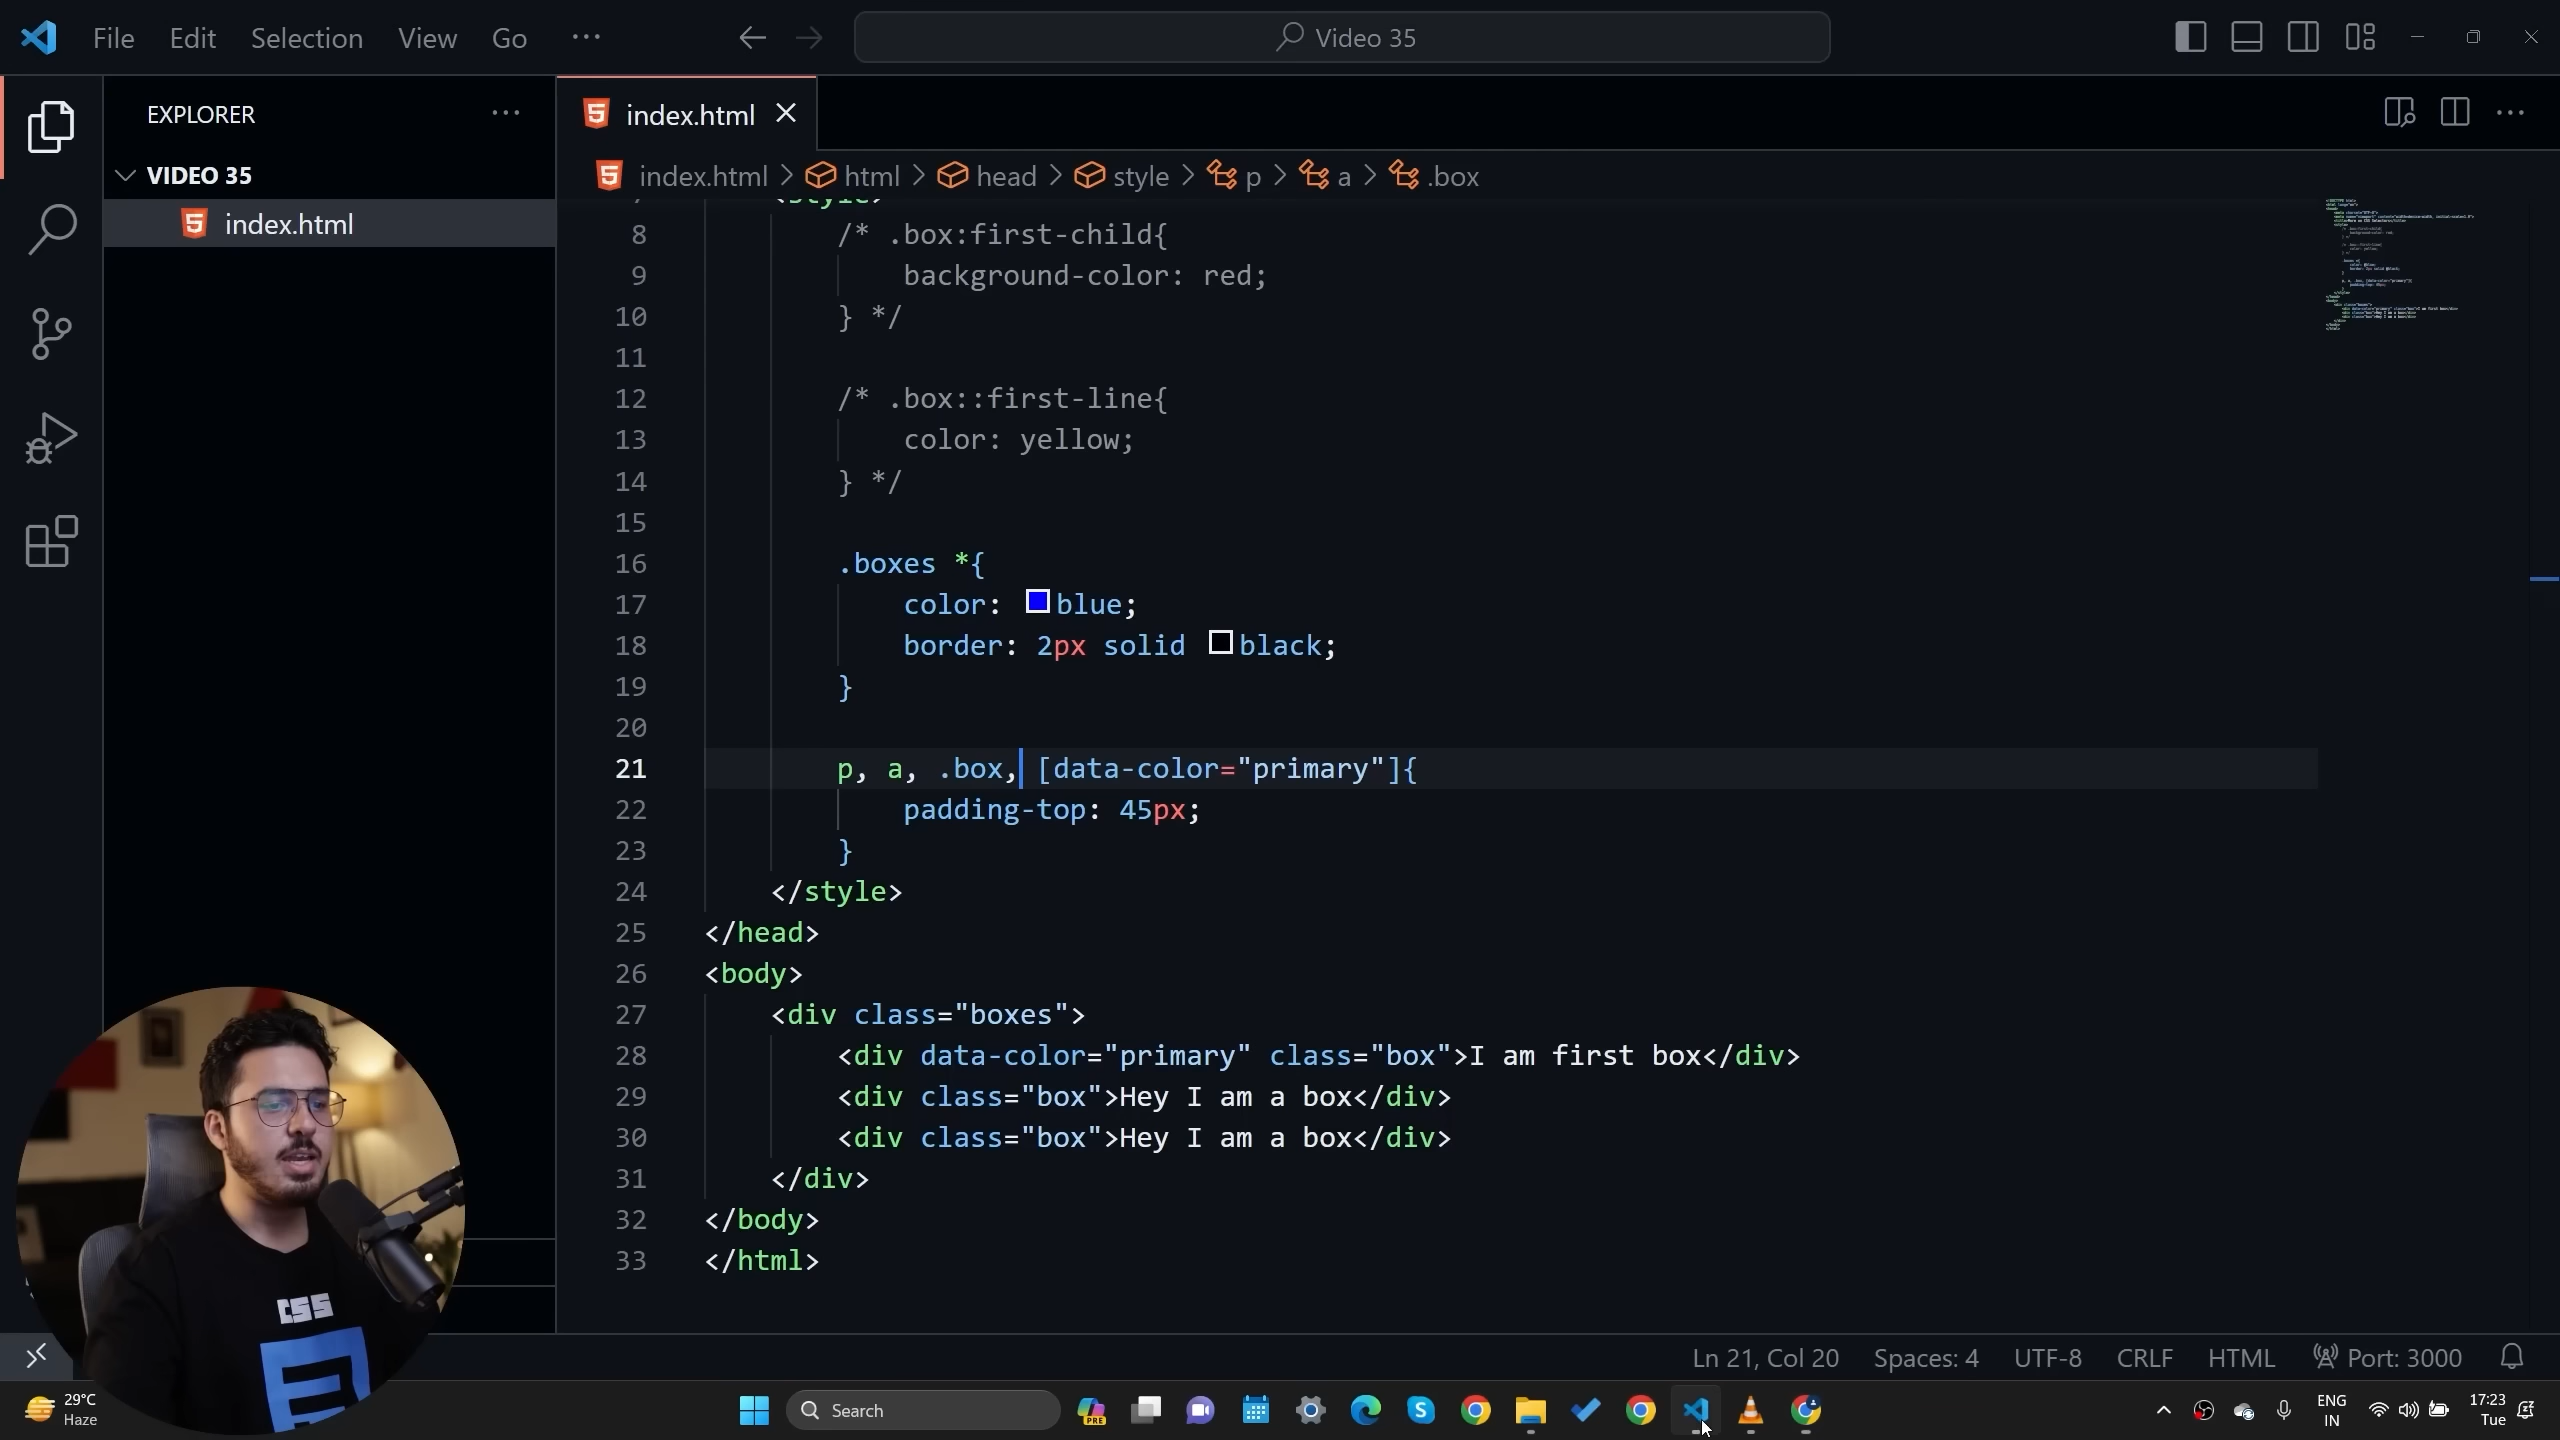 File Edit Selection View Go ... Video 35
EXPLORER ...
VIDEO 35
index.html
index.html
index.html > html > head > style > p > a > .box
<style>
8 /* .box:first-child{
9 background-color: red;
10 } */
11
12 /* .box::first-line{
13 color: yellow;
14 } */
15
16 .boxes *{
17 color: blue;
18 border: 2px solid black;
19 }
20
21 p, a, .box, [data-color="primary"]{
22 padding-top: 45px;
23 }
24 </style>
25 </head>
26 <body>
27 <div class="boxes">
28 <div data-color="primary" class="box">I am first box</div>
29 <div class="box">Hey I am a box</div>
30 <div class="box">Hey I am a box</div>
31 </div>
32 </body>
33 </html>
CSS
Ln 21, Col 20 Spaces: 4 UTF-8 CRLF HTML Port: 3000
29°C
Haze
Search
PRE
ENG
IN
17:23
Tue